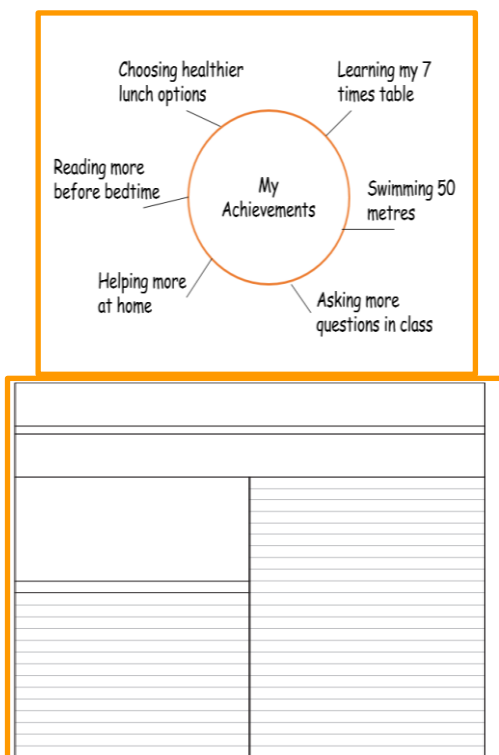 Choosing healthier
lunch options
Learning my 7
times table
Reading more
before bedtime
My
Achievements
Swimming 50
metres
Helping more
at home
Asking more
questions in class